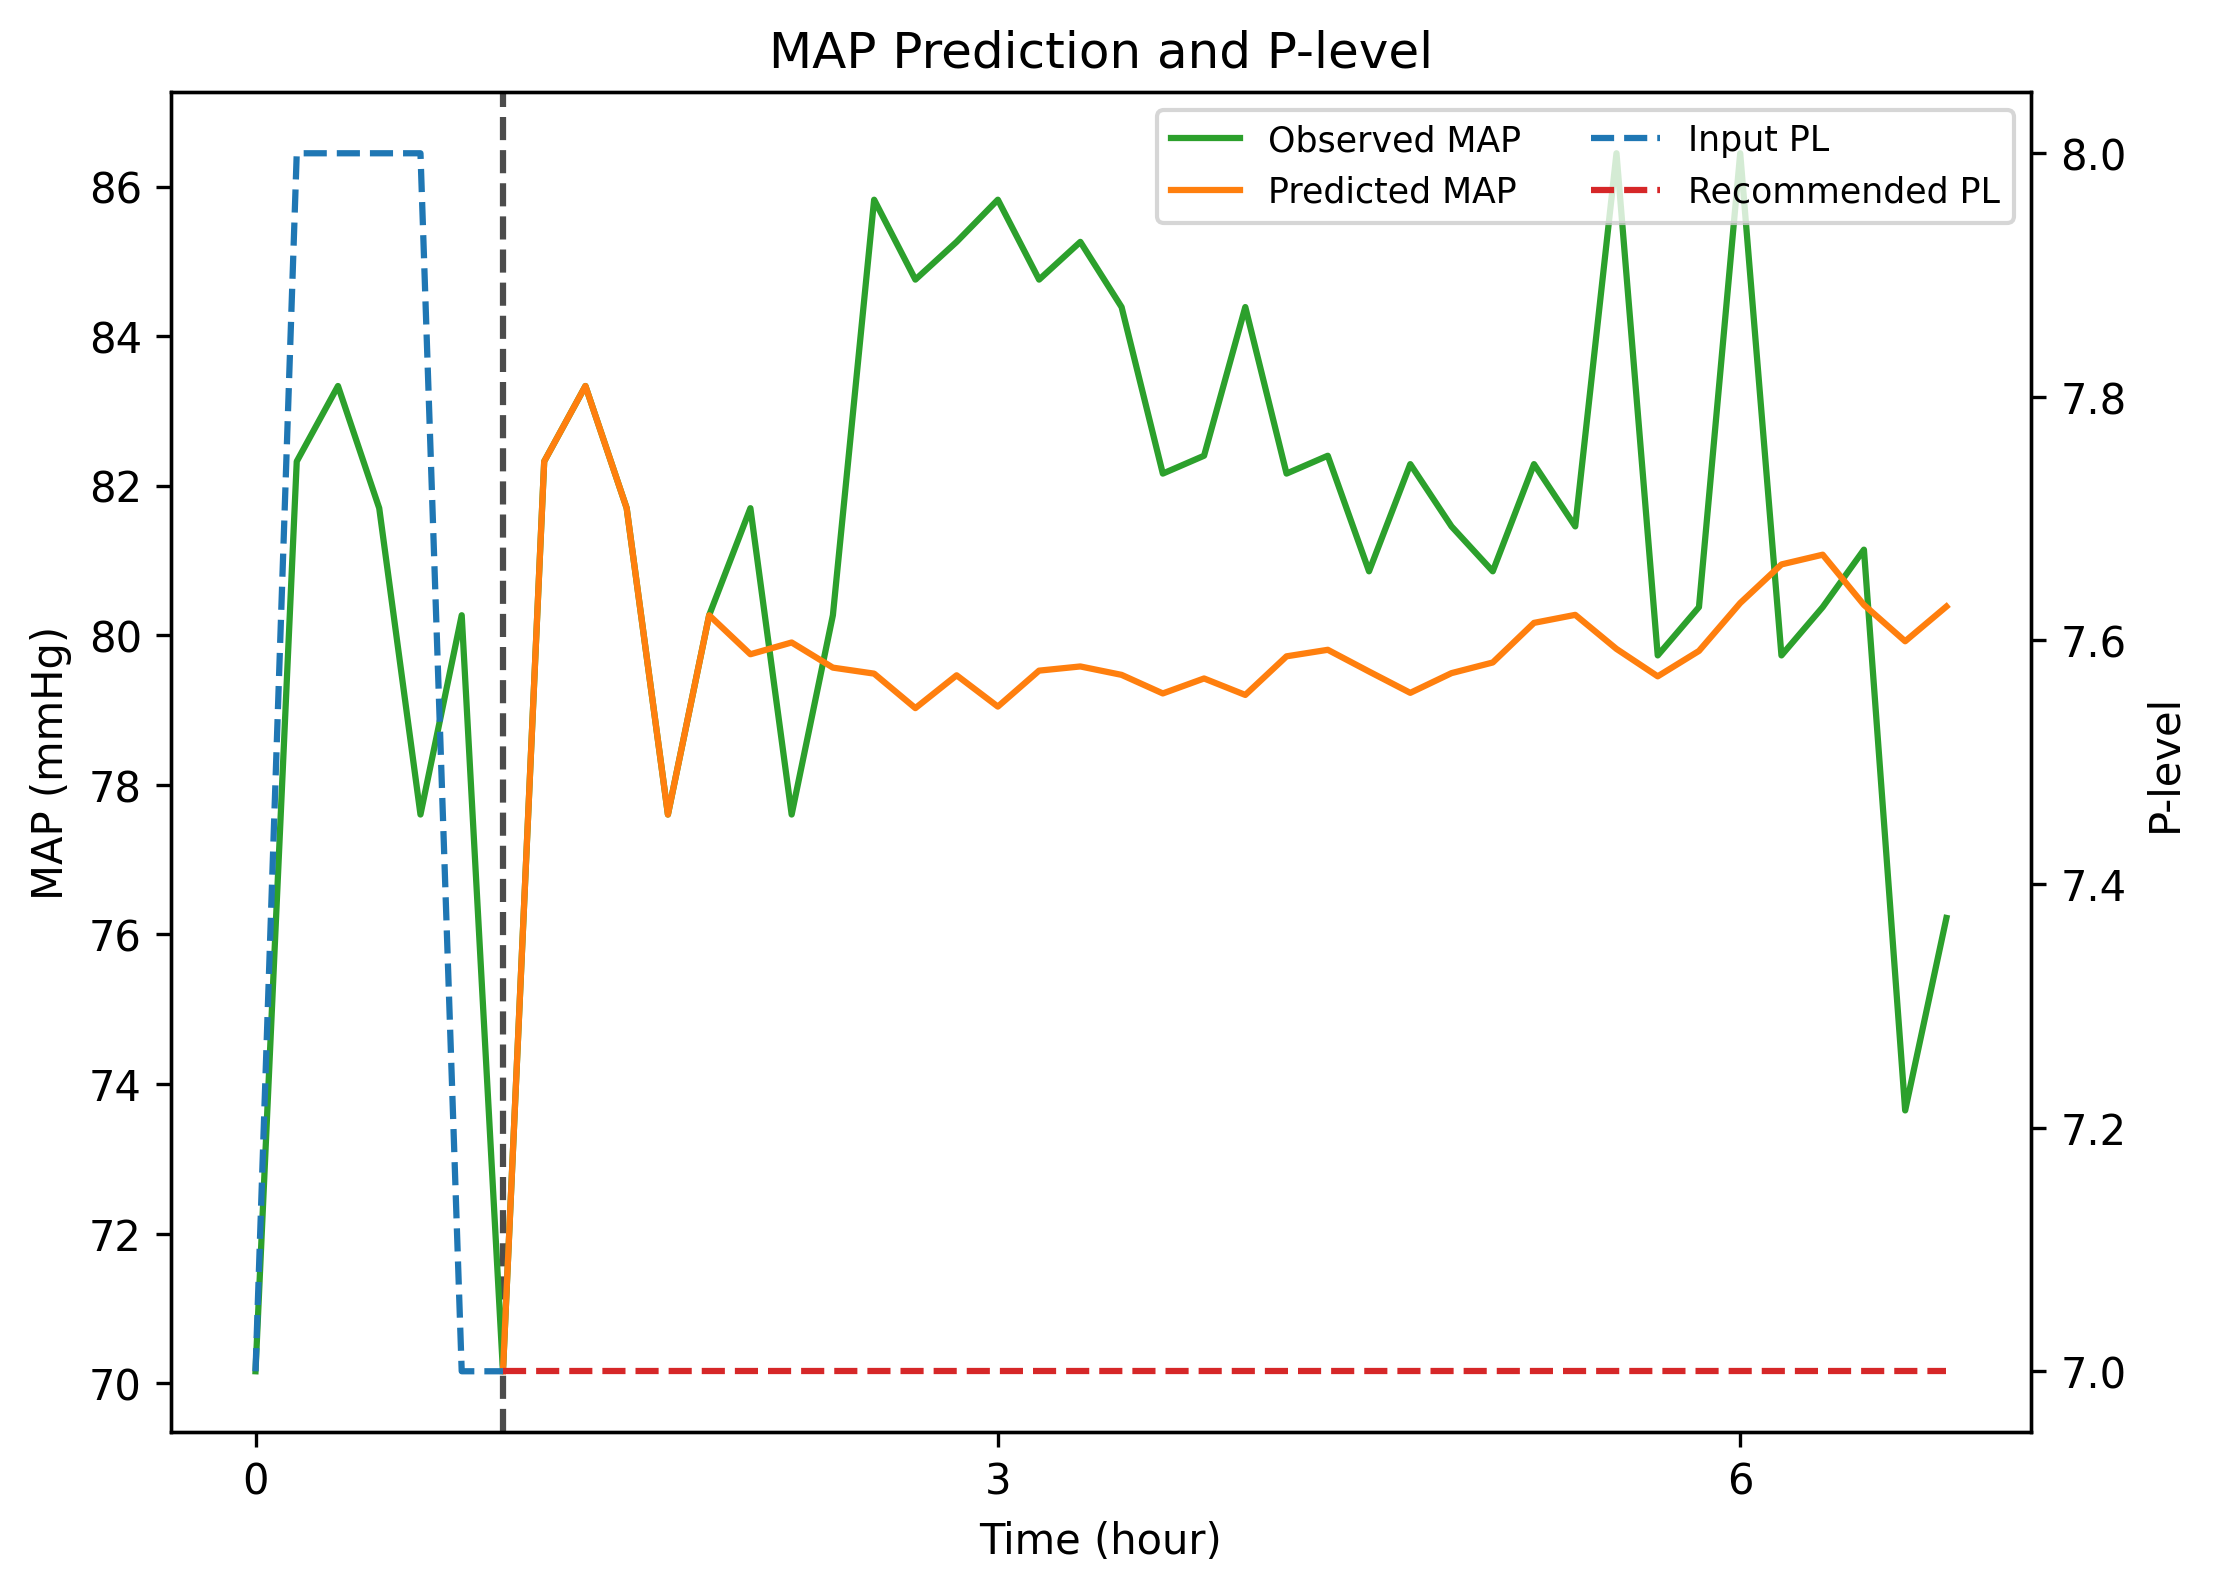 MAP Prediction and P-level
Observed MAP
Predicted MAP
Input PL
Recommended PL
MAP (mmHg)
86
84
82
80
78
76
74
72
70
8.0
7.8
7.6
7.4
7.2
7.0
P-level
0
3
6
Time (hour)